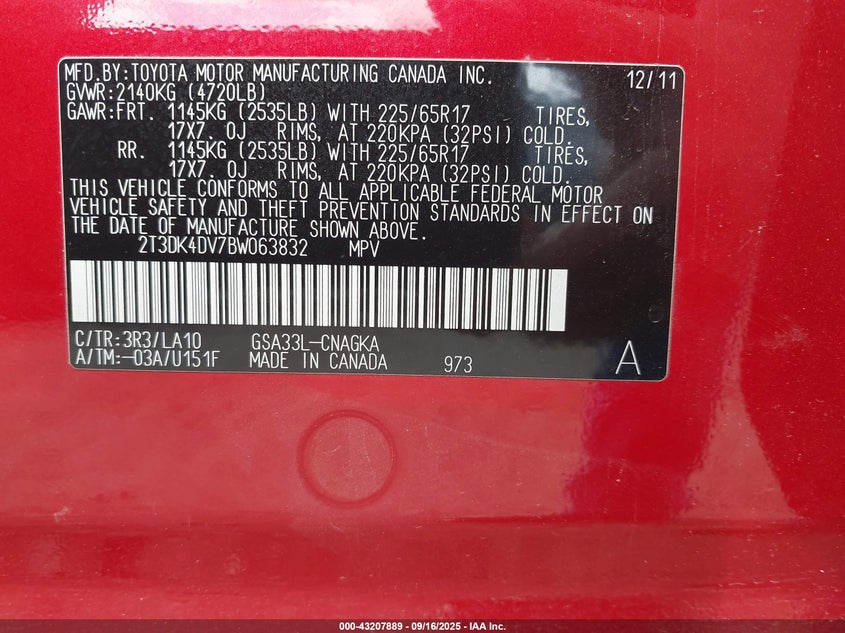 MFD.BY:TOYOTA MOTOR MANUFACTURING CANADA INC. 12/11
GVWR:2140KG (4720LB)
GAWR:FRT. 1145KG (2535LB) WITH 225/65R17 TIRES,
17X7.0J RIMS, AT 220KPA (32PSI) COLD.
RR. 1145KG (2535LB) WITH 225/65R17 TIRES,
17X7.0J RIMS, AT 220KPA (32PSI) COLD.
THIS VEHICLE CONFORMS TO ALL APPLICABLE FEDERAL MOTOR
VEHICLE SAFETY AND THEFT PREVENTION STANDARDS IN EFFECT ON
THE DATE OF MANUFACTURE SHOWN ABOVE.
2T3DK4DV7BW063832 MPV
C/TR:3R3/LA10 GSA33L-CNAGKA
A/TM:-03A/U151F MADE IN CANADA 973 A
000-43207889 - 09/16/2025 - IAA Inc.